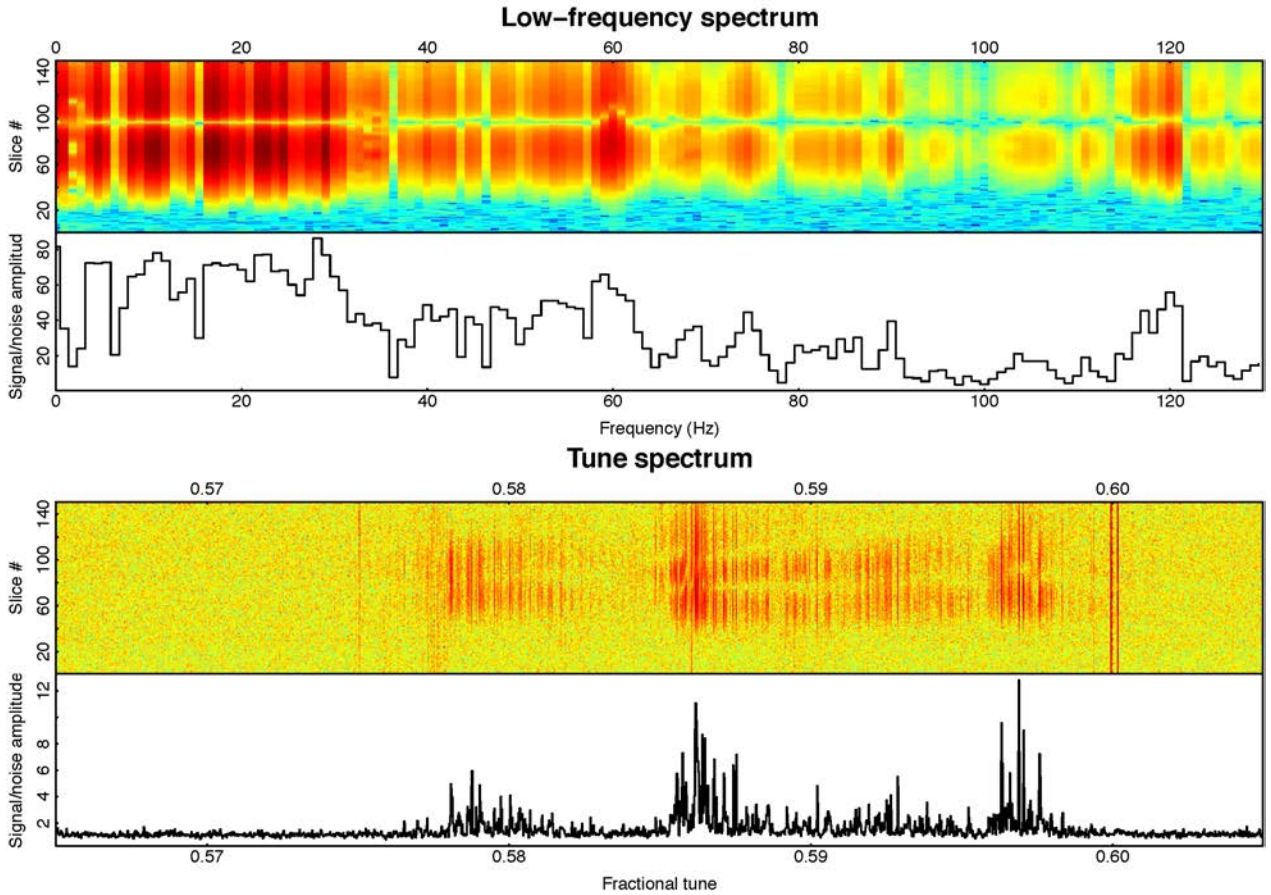 Low-frequency spectrum
0 20 40 60 80 100 120
Slice #
20 60 100 140
Signal/noise amplitud
20 40 60 80
0 20 40 60 80 100 120
Frequency (Hz)
Tune spectrum
0.57 0.58 0.59 0.60
Slice #
20 60 100 140
Signal/noise amplitude
2 4 6 8 12
0.57 0.58 0.59 0.60
Fractional tune